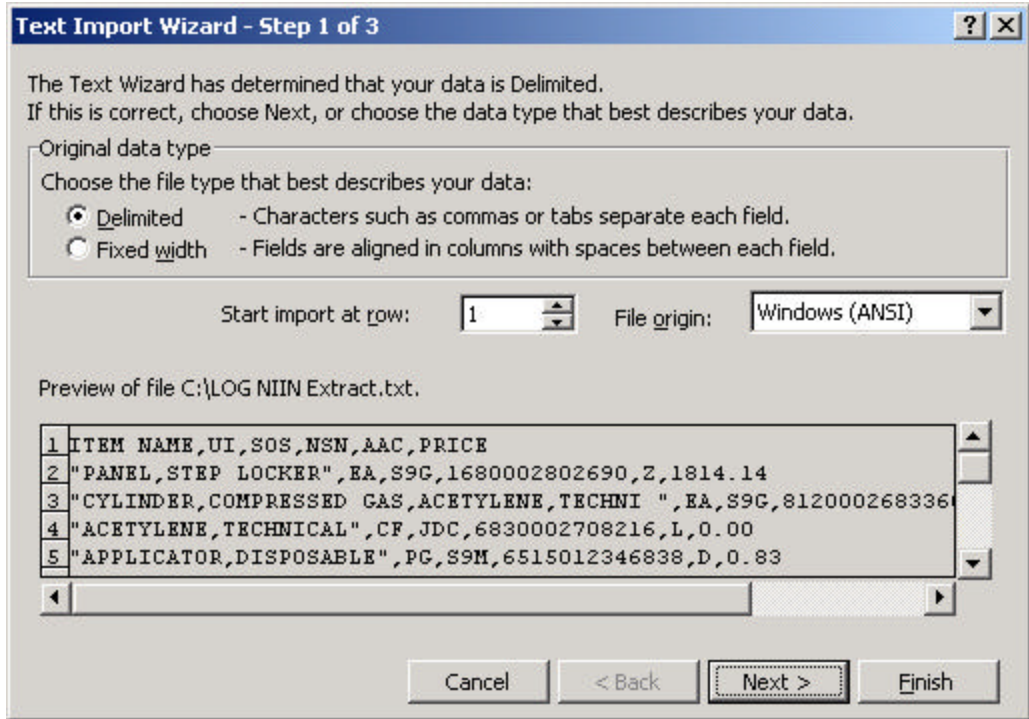 Text Import Wizard - Step 1 of 3
The Text Wizard has determined that your data is Delimited.
If this is correct, choose Next, or choose the data type that best describes your data.
Original data type
Choose the file type that best describes your data:
Delimited - Characters such as commas or tabs separate each field.
Fixed width - Fields are aligned in columns with spaces between each field.
Start import at row: 1 File origin: Windows (ANSI)
Preview of file C:\LOG NIIN Extract.txt.
1 ITEM NAME,UI,SOS,NSN,AAC,PRICE
2 "PANEL,STEP LOCKER",EA,S9G,1680002802690,Z,1814.14
3 "CYLINDER,COMPRESSED GAS,ACETYLENE,TECHNI ",EA,S9G,812000268336
4 "ACETYLENE,TECHNICAL",CF,JDC,6830002708216,L,0.00
5 "APPLICATOR,DISPOSABLE",PG,S9M,6515012346838,D,0.83
Cancel < Back Next > Finish